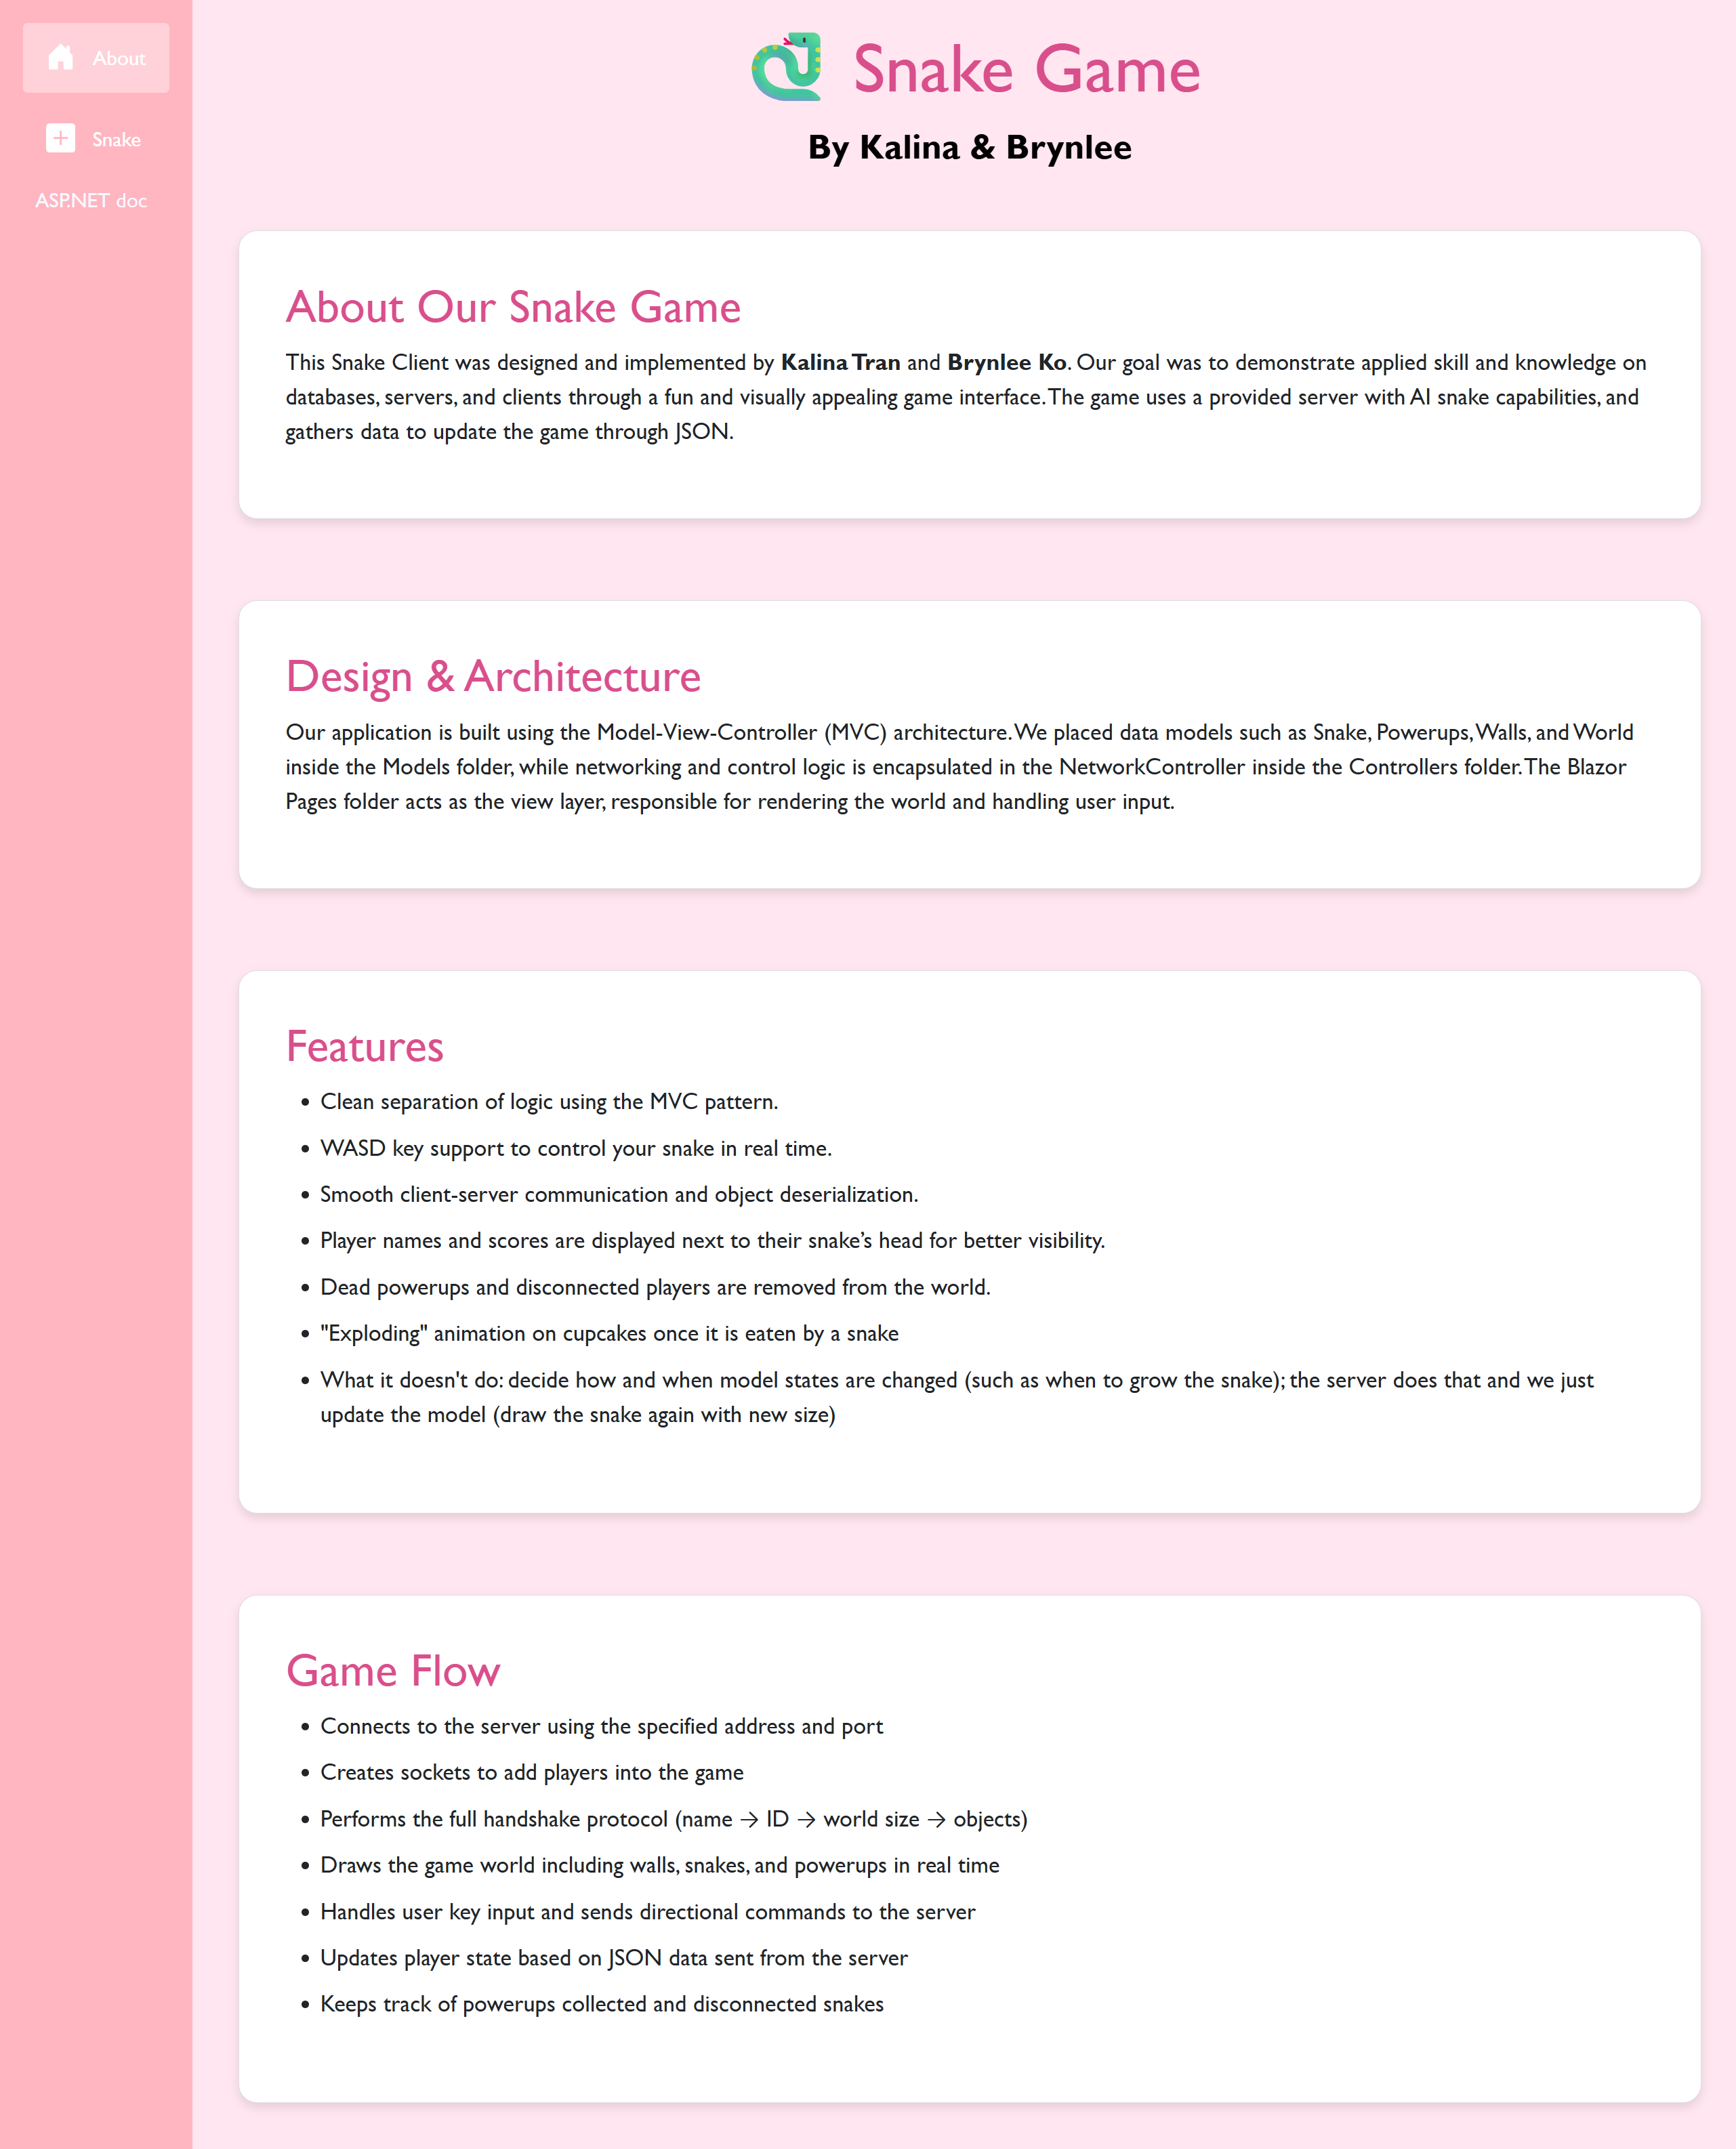 About
Snake
ASP.NET doc
Snake Game
By Kalina & Brynlee
About Our Snake Game
This Snake Client was designed and implemented by Kalina Tran and Brynlee Ko. Our goal was to demonstrate applied skill and knowledge on
databases, servers, and clients through a fun and visually appealing game interface. The game uses a provided server with AI snake capabilities, and
gathers data to update the game through JSON.
Design & Architecture
Our application is built using the Model-View-Controller (MVC) architecture. We placed data models such as Snake, Powerups, Walls, and World
inside the Models folder, while networking and control logic is encapsulated in the NetworkController inside the Controllers folder. The Blazor
Pages folder acts as the view layer, responsible for rendering the world and handling user input.
Features
• Clean separation of logic using the MVC pattern.
• WASD key support to control your snake in real time.
• Smooth client-server communication and object deserialization.
• Player names and scores are displayed next to their snake’s head for better visibility.
• Dead powerups and disconnected players are removed from the world.
• "Exploding" animation on cupcakes once it is eaten by a snake
• What it doesn't do: decide how and when model states are changed (such as when to grow the snake); the server does that and we just
update the model (draw the snake again with new size)
Game Flow
• Connects to the server using the specified address and port
• Creates sockets to add players into the game
• Performs the full handshake protocol (name → ID → world size → objects)
• Draws the game world including walls, snakes, and powerups in real time
• Handles user key input and sends directional commands to the server
• Updates player state based on JSON data sent from the server
• Keeps track of powerups collected and disconnected snakes